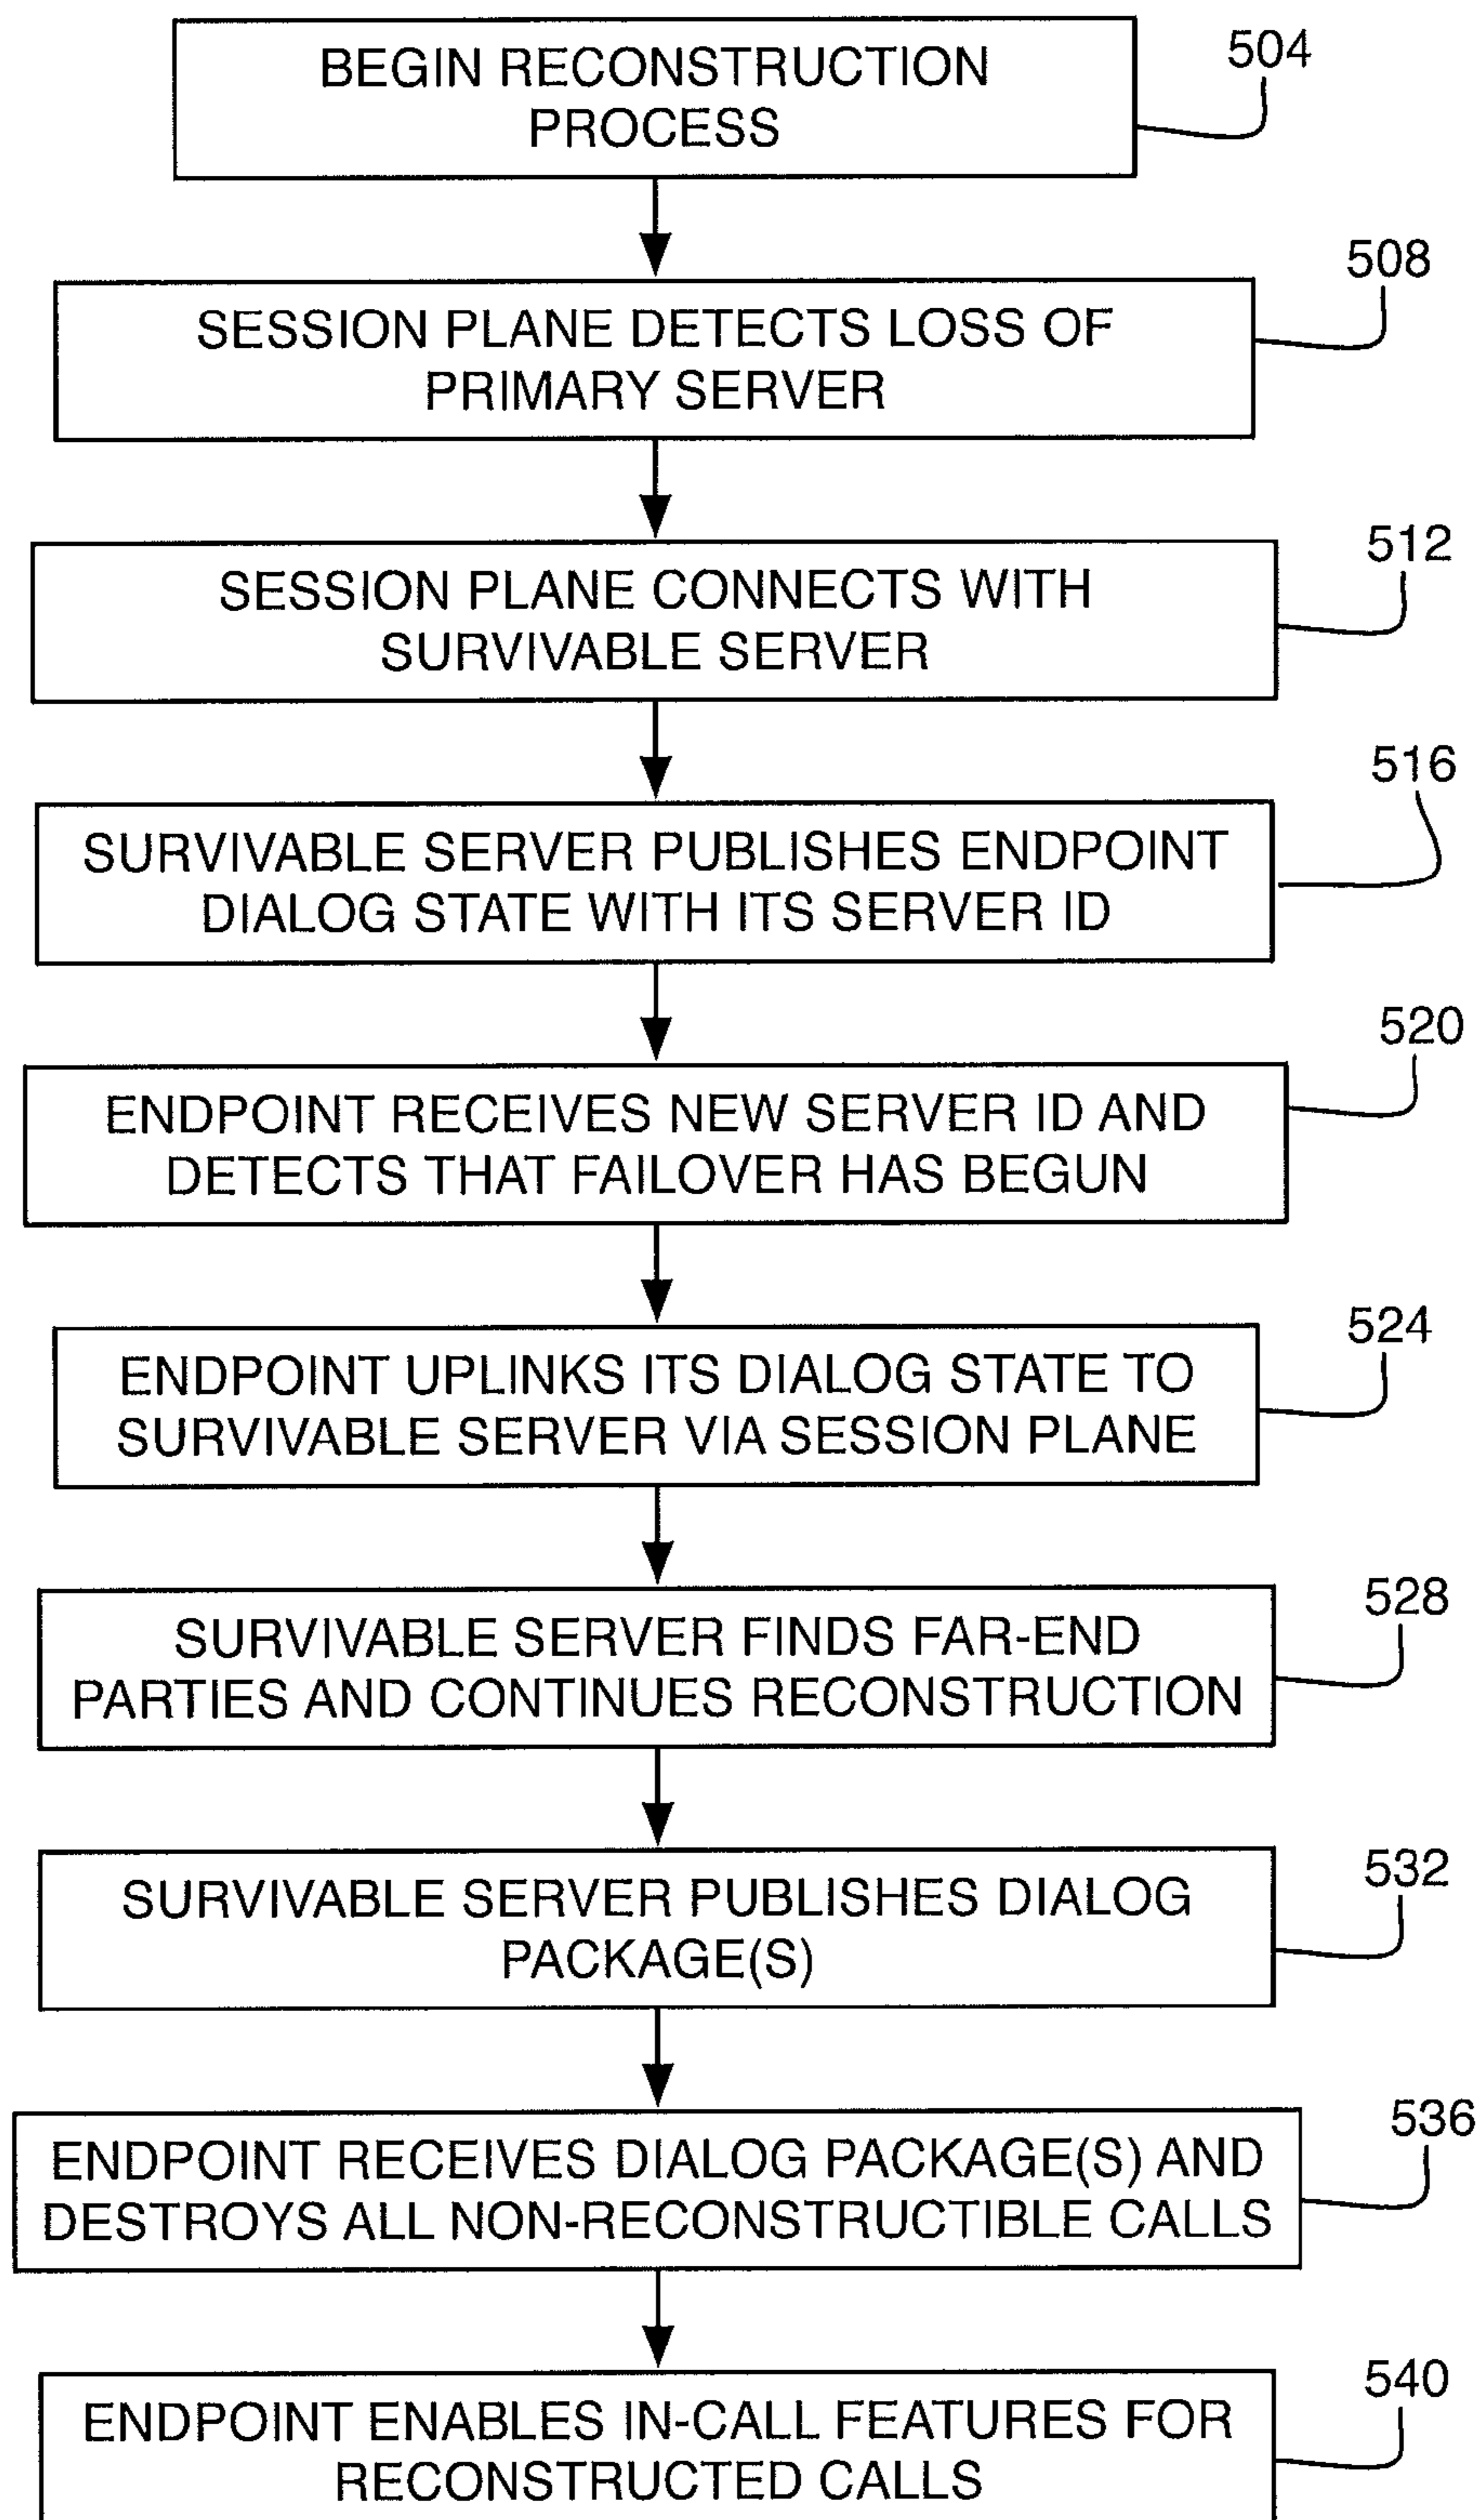 BEGIN RECONSTRUCTION
PROCESS
504
SESSION PLANE DETECTS LOSS OF
PRIMARY SERVER
508
SESSION PLANE CONNECTS WITH
SURVIVABLE SERVER
512
SURVIVABLE SERVER PUBLISHES ENDPOINT
DIALOG STATE WITH ITS SERVER ID
516
ENDPOINT RECEIVES NEW SERVER ID AND
DETECTS THAT FAILOVER HAS BEGUN
520
ENDPOINT UPLINKS ITS DIALOG STATE TO
SURVIVABLE SERVER VIA SESSION PLANE
524
SURVIVABLE SERVER FINDS FAR-END
PARTIES AND CONTINUES RECONSTRUCTION
528
SURVIVABLE SERVER PUBLISHES DIALOG
PACKAGE(S)
532
ENDPOINT RECEIVES DIALOG PACKAGE(S) AND
DESTROYS ALL NON-RECONSTRUCTIBLE CALLS
536
ENDPOINT ENABLES IN-CALL FEATURES FOR
RECONSTRUCTED CALLS
540